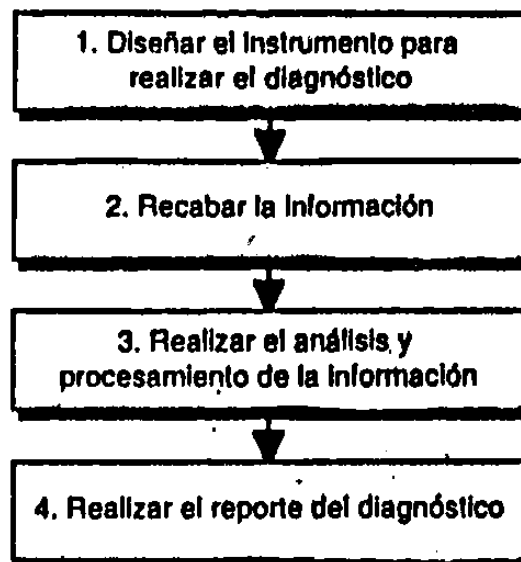 1. Diseñar el instrumento para
realizar el diagnóstico
2. Recabar la información
3. Realizar el análisis y
procesamiento de la información
4. Realizar el reporte del diagnóstico